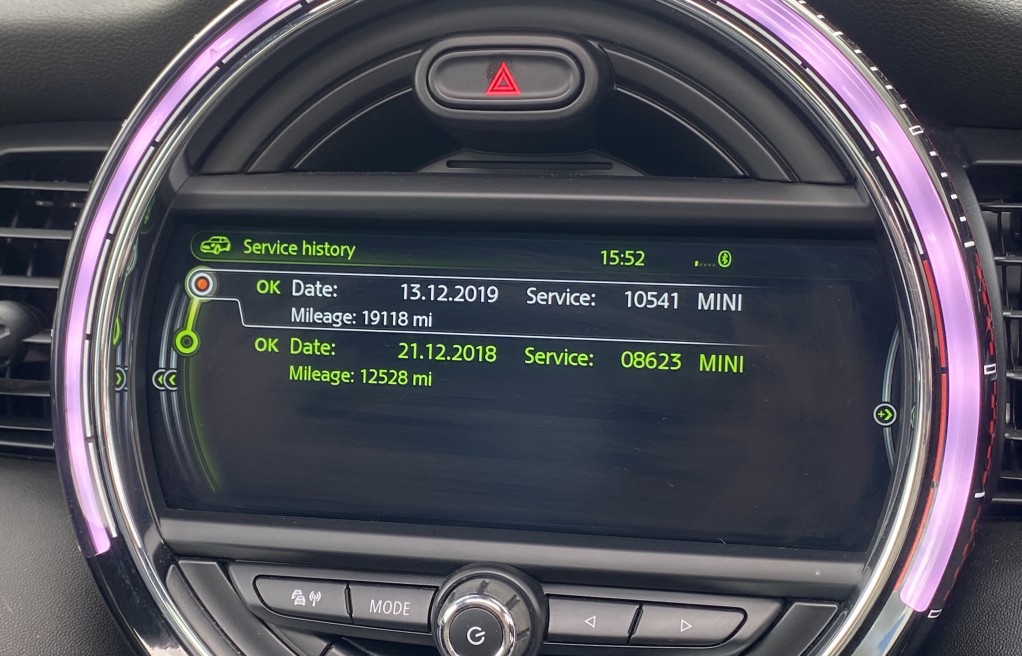 Service history 15:52
OK Date: 13.12.2019 Service: 10541 MINI
Mileage: 19118 mi
OK Date: 21.12.2018 Service: 08623 MINI
Mileage: 12528 mi
MODE